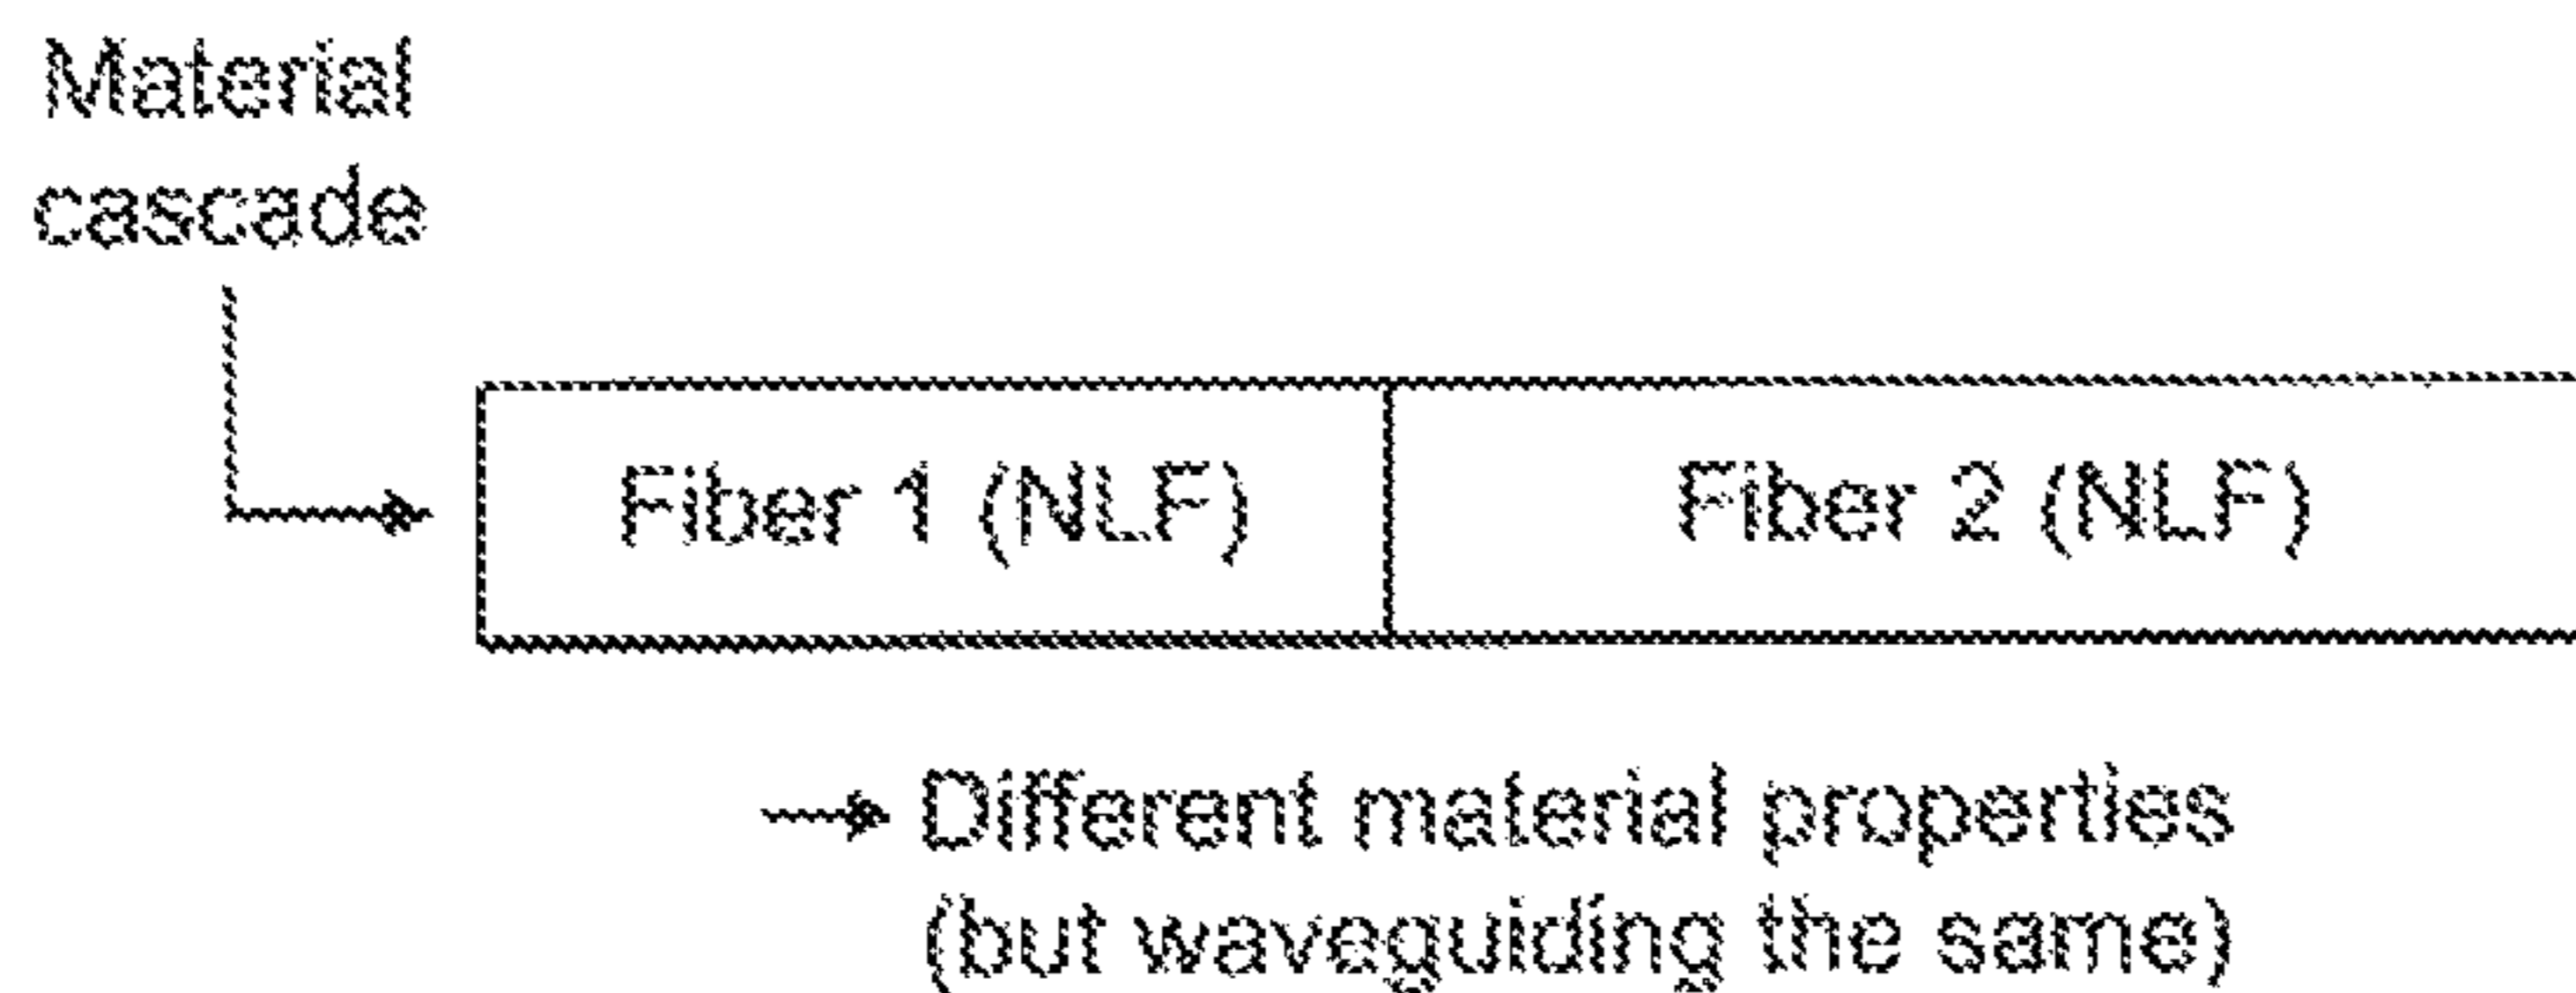 Material
cascade
Fiber 1 (NLF) Fiber 2 (NLF)
Different material properties
(but waveguiding the same)